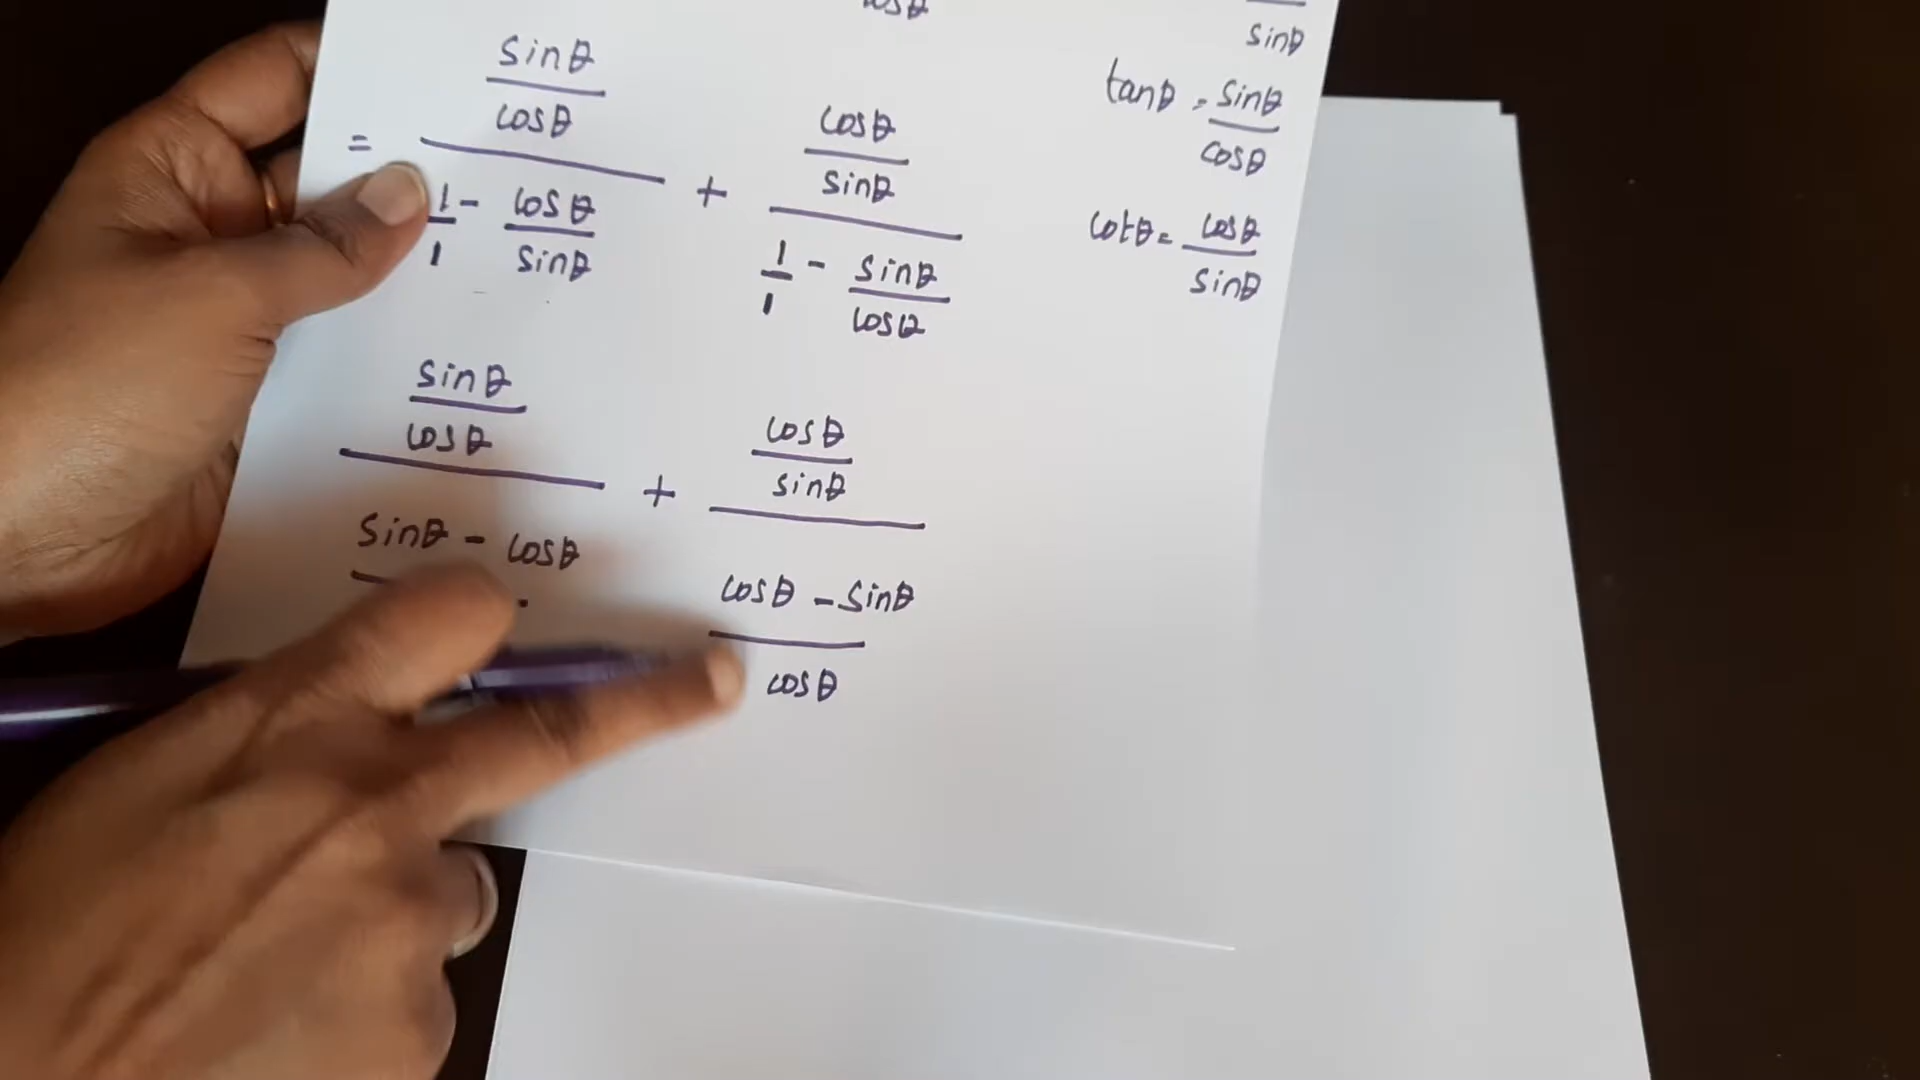 cosθ
sinθ
tanθ = sinθ
cosθ
cotθ = cosθ
sinθ
sinθ
cosθ
= 1/1 - cosθ
sinθ
+
cosθ
sinθ
1/1 - sinθ
cosθ
sinθ
cosθ
sinθ - cosθ
+
cosθ
sinθ
cosθ - sinθ
cosθ